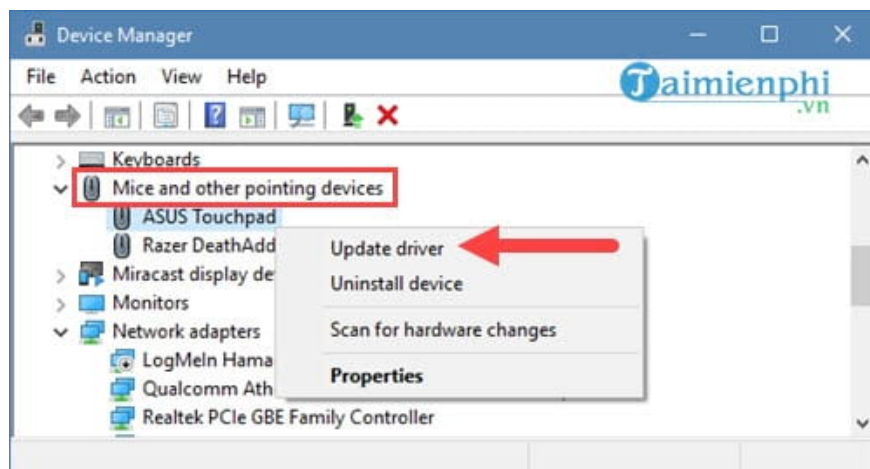 Device Manager
File Action View Help
Taimienphi
.vn
Keyboards
Mice and other pointing devices
ASUS Touchpad
Razer DeathAdd
Miracast display de
Monitors
Network adapters
LogMeIn Hama
Qualcomm Ath
Realtek PCIe GBE Family Controller
Update driver
Uninstall device
Scan for hardware changes
Properties